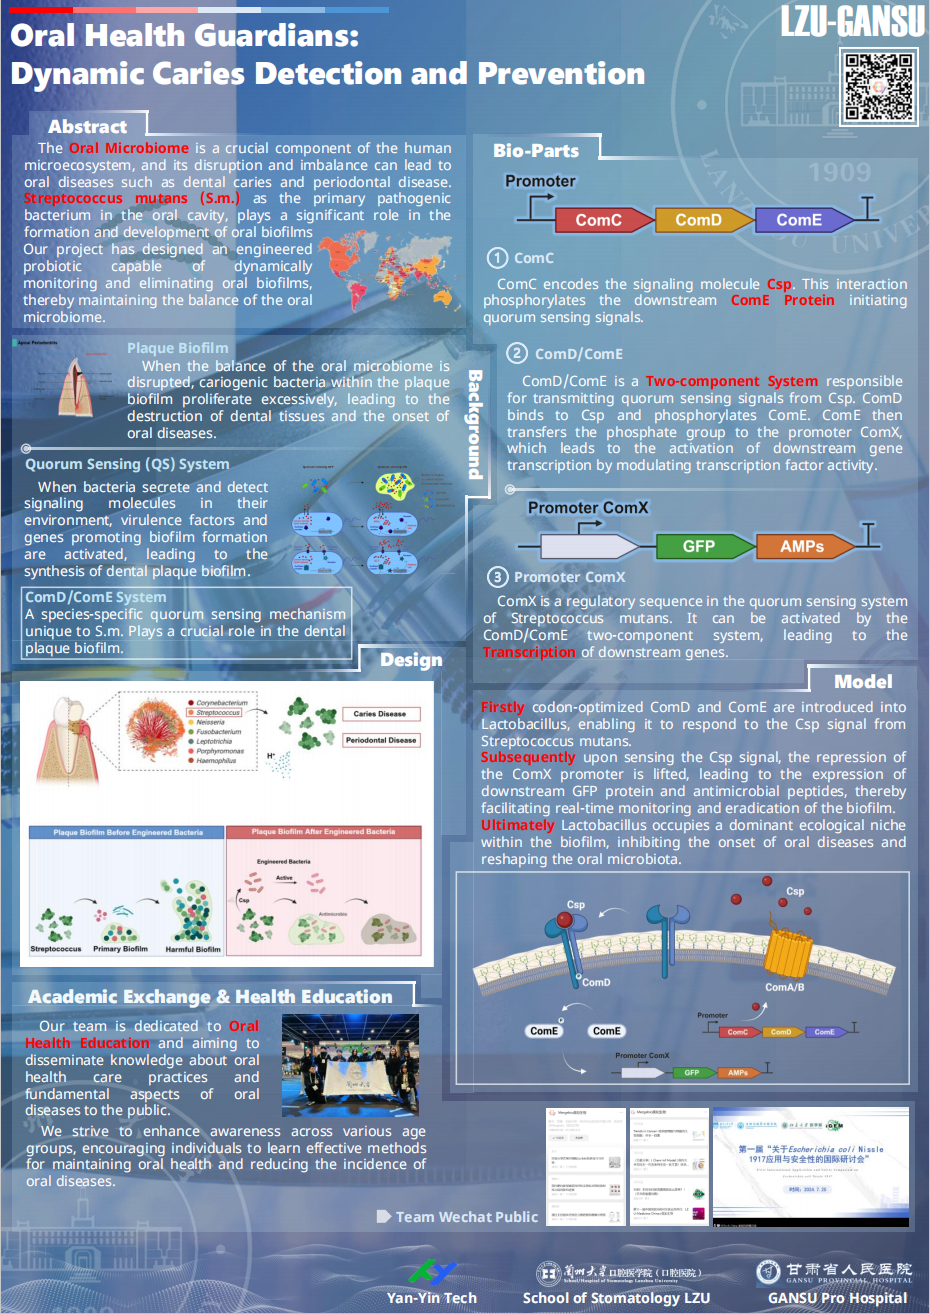 LZU-GANSU
Oral Health Guardians:
Dynamic Caries Detection and Prevention
Abstract
The Oral Microbiome is a crucial component of the human
microecosystem, and its disruption and imbalance can lead to
oral diseases such as dental caries and periodontal disease.
Streptococcus mutans (S.m.) as the primary pathogenic
bacterium in the oral cavity, plays a significant role in the
formation and development of oral biofilms
Our project has designed an engineered
probiotic capable of dynamically
monitoring and eliminating oral biofilms,
thereby maintaining the balance of the oral
microbiome.
Background
Plaque Biofilm
When the balance of the oral microbiome is
disrupted, cariogenic bacteria within the plaque
biofilm proliferate excessively, leading to the
destruction of dental tissues and the onset of
oral diseases.
Quorum Sensing (QS) System
When bacteria secrete and detect
signaling molecules in their
environment, virulence factors and
genes promoting biofilm formation
are activated, leading to the
synthesis of dental plaque biofilm.
ComD/ComE System
A species-specific quorum sensing mechanism
unique to S.m. Plays a crucial role in the dental
plaque biofilm.
Design
Corynebacterium
Streptococcus
Neisseria
Fusobacterium
Leptotrichia
Porphyromonas
Haemophilus
H+
Caries Disease
Periodontal Disease
Plaque Biofilm Before Engineered Bacteria
Streptococcus
Primary Biofilm
Harmful Biofilm
Plaque Biofilm After Engineered Bacteria
Engineered Bacteria
Active
Csp
Antimicrobia
Academic Exchange & Health Education
Our team is dedicated to Oral
Health Education and aiming to
disseminate knowledge about oral
health care practices and
fundamental aspects of oral
diseases to the public.
We strive to enhance awareness across various age
groups, encouraging individuals to learn effective methods
for maintaining oral health and reducing the incidence of
oral diseases.
Bio-Parts
1909
Promoter
ComC
ComD
ComE
1 ComC
ComC encodes the signaling molecule Csp. This interaction
phosphorylates the downstream ComE Protein initiating
quorum sensing signals.
2 ComD/ComE
ComD/ComE is a Two-component System responsible
for transmitting quorum sensing signals from Csp. ComD
binds to Csp and phosphorylates ComE. ComE then
transfers the phosphate group to the promoter ComX,
which leads to the activation of downstream gene
transcription by modulating transcription factor activity.
Promoter ComX
GFP
AMPs
3 Promoter ComX
ComX is a regulatory sequence in the quorum sensing system
of Streptococcus mutans. It can be activated by the
ComD/ComE two-component system, leading to the
Transcription of downstream genes.
Model
Firstly codon-optimized ComD and ComE are introduced into
Lactobacillus, enabling it to respond to the Csp signal from
Streptococcus mutans.
Subsequently upon sensing the Csp signal, the repression of
the ComX promoter is lifted, leading to the expression of
downstream GFP protein and antimicrobial peptides, thereby
facilitating real-time monitoring and eradication of the biofilm.
Ultimately Lactobacillus occupies a dominant ecological niche
within the biofilm, inhibiting the onset of oral diseases and
reshaping the oral microbiota.
Csp
Csp
P
ComD
ComA/B
P
ComE
ComE
Promoter
ComC
ComD
ComE
Promoter ComX
GFP
AMPs
第一届“关于Escherichia coli Nissle
1917应用与安全性的国际研讨会”
时间：2024.7.20
Team Wechat Public
Yan-Yin Tech
兰州大学口腔医学院（口腔医院）
School/Hospital of Stomatology Lanzhou University
School of Stomatology LZU
甘肃省人民医院
GANSU PROVINCIAL HOSPITAL
GANSU Pro Hospital